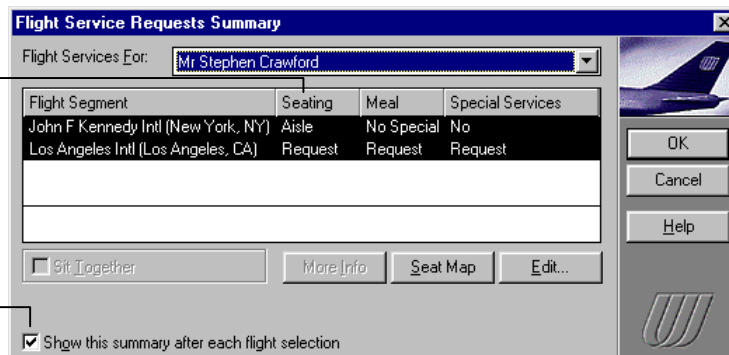 Flight Service Requests Summary
Flight Services For: Mr Stephen Crawford
Flight Segment Seating Meal Special Services
John F Kennedy Intl (New York, NY) Aisle No Special No
Los Angeles Intl (Los Angeles, CA) Request Request Request
OK
Cancel
Help
Sit Together More Info Seat Map Edit...
Show this summary after each flight selection